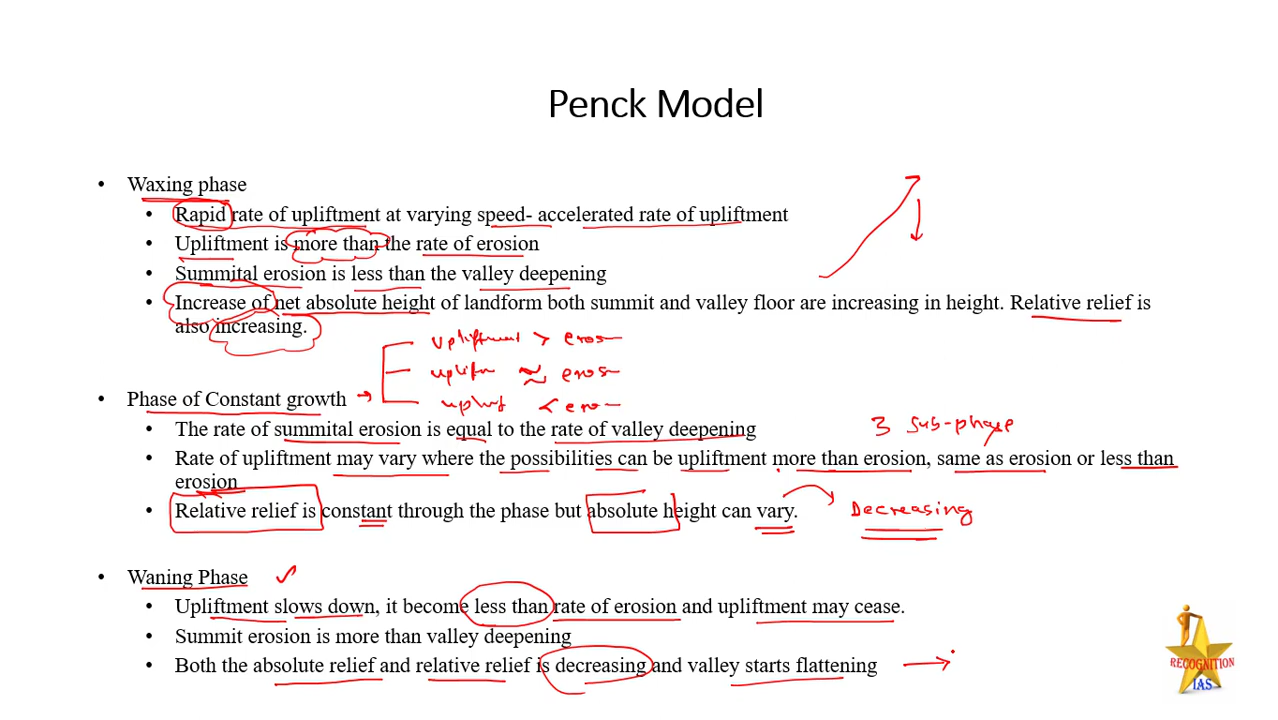 Penck Model
• Waxing phase
• Rapid rate of upliftment at varying speed- accelerated rate of upliftment
• Upliftment is more than the rate of erosion
• Summital erosion is less than the valley deepening
• Increase of net absolute height of landform both summit and valley floor are increasing in height. Relative relief is
also increasing.
upliftment > eros
uplifm ≈ eros
uplift < eros
• Phase of Constant growth
• The rate of summital erosion is equal to the rate of valley deepening
3 Sub-phase
• Rate of upliftment may vary where the possibilities can be upliftment more than erosion, same as erosion or less than
erosion
• Relative relief is constant through the phase but absolute height can vary.
Decreasing
• Waning Phase
• Upliftment slows down, it become less than rate of erosion and upliftment may cease.
• Summit erosion is more than valley deepening
• Both the absolute relief and relative relief is decreasing and valley starts flattening
RECOGNITION
IAS